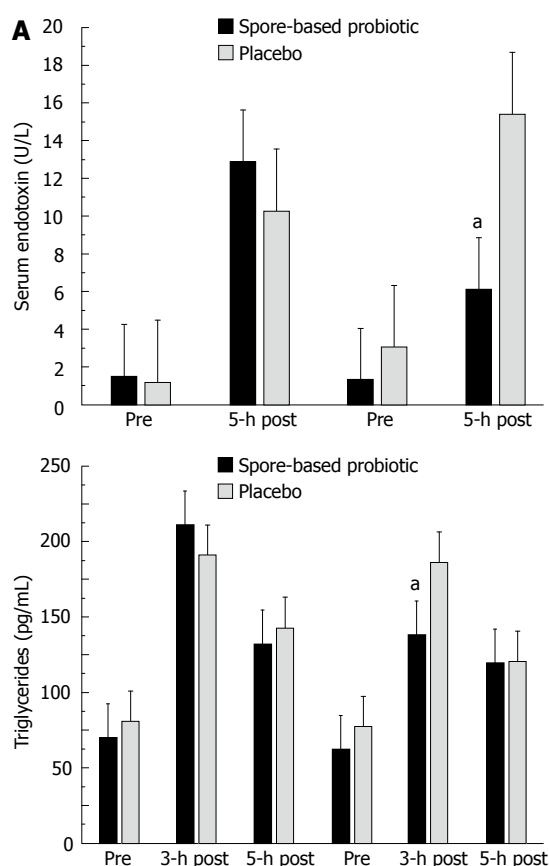 A
Spore-based probiotic
Placebo
Serum endotoxin (U/L)
20
18
16
14
12
10
8
6
4
2
0
a
Pre 5-h post Pre 5-h post
Spore-based probiotic
Placebo
Triglycerides (pg/mL)
250
200
150
100
50
0
a
Pre 3-h post 5-h post Pre 3-h post 5-h post